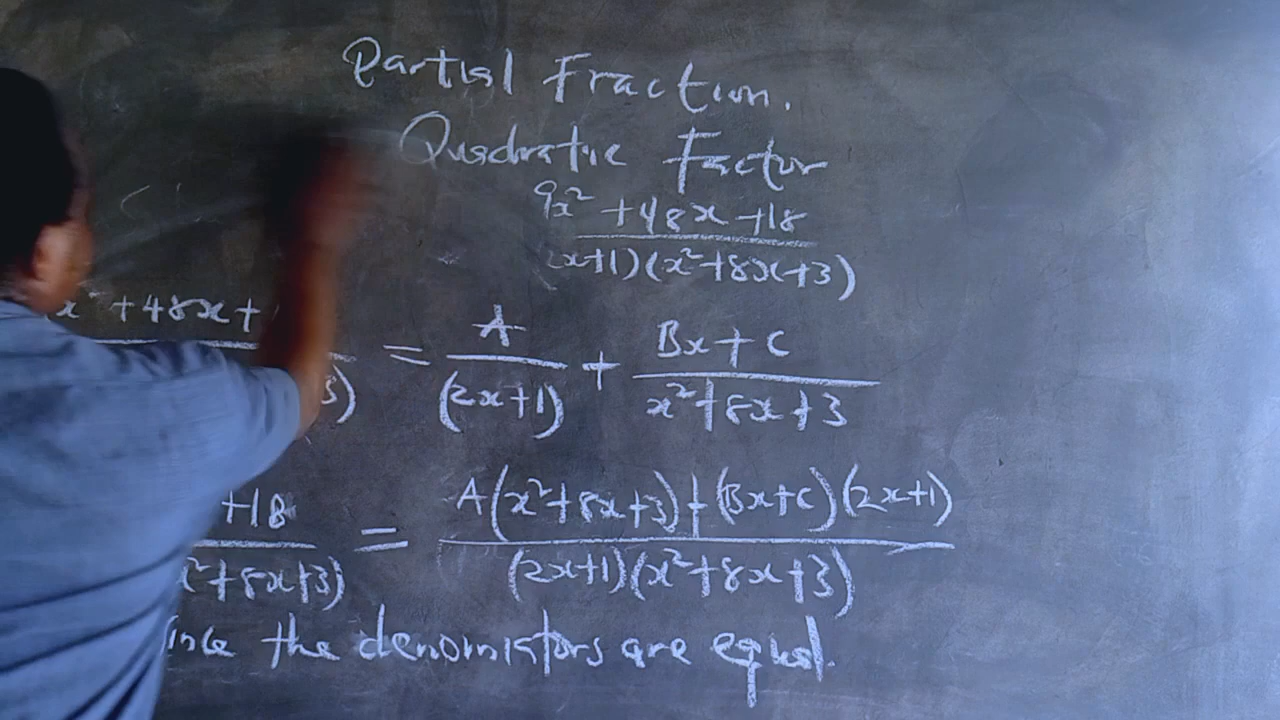 Partial Fraction.
Quadratic Factor
9x² + 48x + 18
2x+1)(x²+8x+3)
x² + 48x + = A/(2x+1) + Bx + C/x²+8x+3
3)
+18 = A(x²+8x+3)+(Bx+C)(2x+1)
x²+8x+3) (2x+1)(x²+8x+3)
ince the denominators are equal.